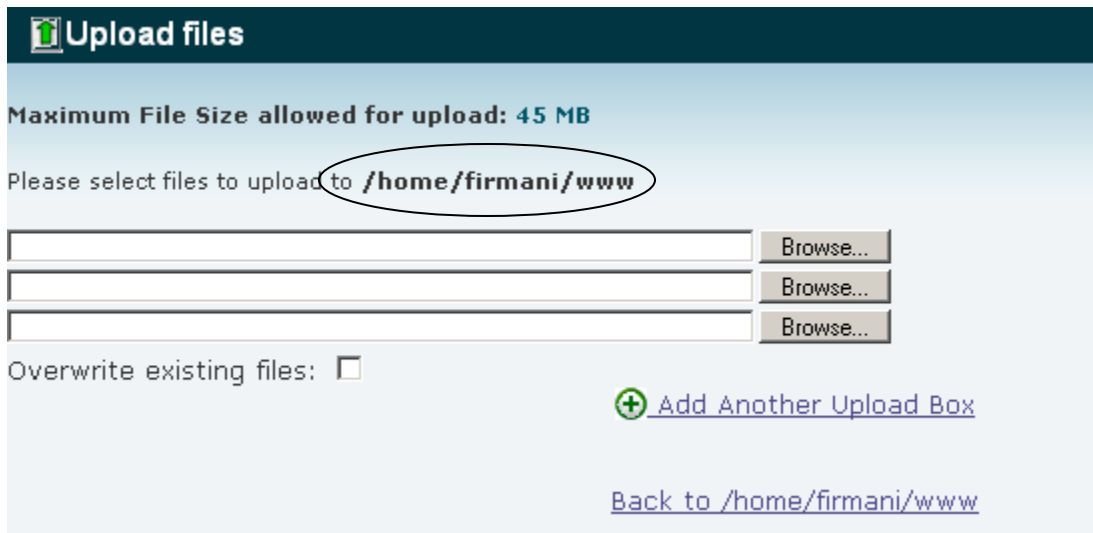 Upload files
Maximum File Size allowed for upload: 45 MB
Please select files to upload to /home/firmani/www
Browse...
Browse...
Browse...
Overwrite existing files:
Add Another Upload Box
Back to /home/firmani/www